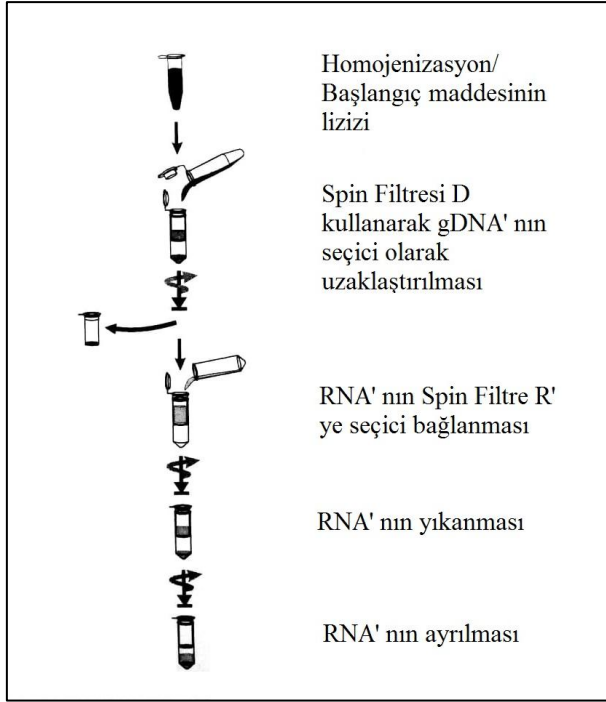 Homojenizasyon/
Başlangıç maddesinin
lizizi
Spin Filtresi D
kullanarak gDNA' nın
seçici olarak
uzaklaştırılması
RNA' nın Spin Filtre R'
ye seçici bağlanması
RNA' nın yıkanması
RNA' nın ayrılması